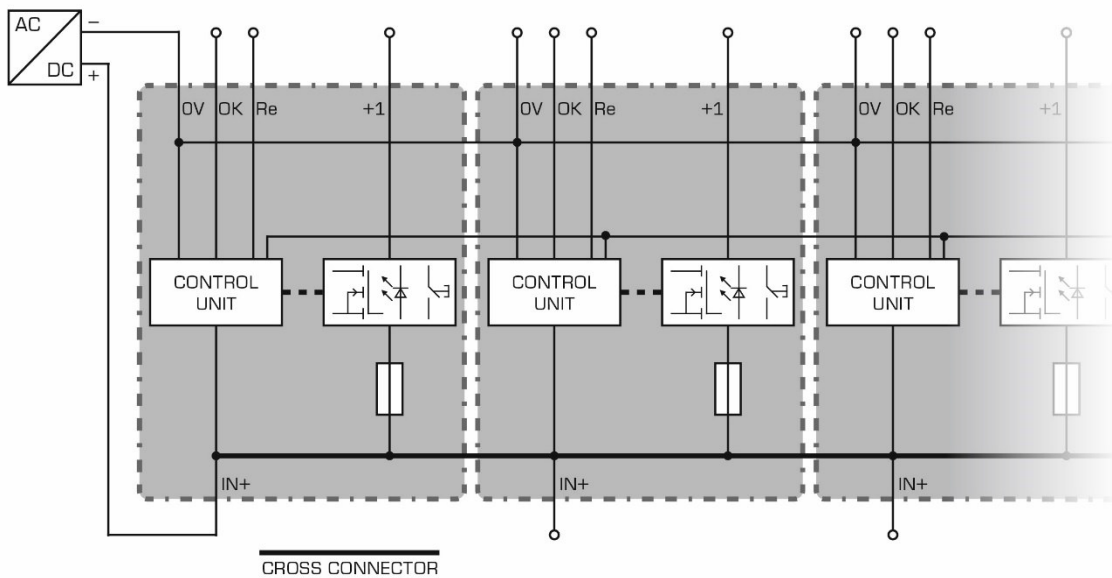 AC
DC
−
+
0V OK Re +1
0V OK Re +1
0V OK Re +1
CONTROL
UNIT
CONTROL
UNIT
CONTROL
UNIT
IN+
IN+
IN+
CROSS CONNECTOR